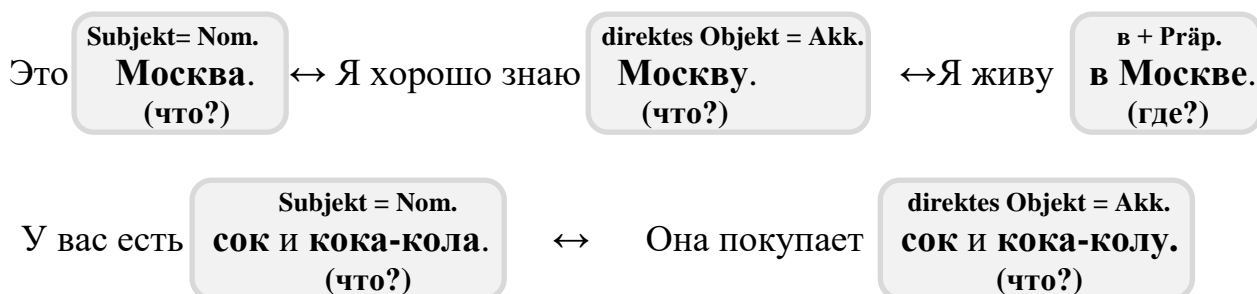 Subjekt= Nom. direktes Objekt = Akk. в + Präp.
Это Москва. ↔ Я хорошо знаю Москву. ↔Я живу в Москве.
(что?) (что?) (где?)
Subjekt = Nom. direktes Objekt = Akk.
У вас есть сок и кока-кола. ↔ Она покупает сок и кока-колу.
(что?) (что?)